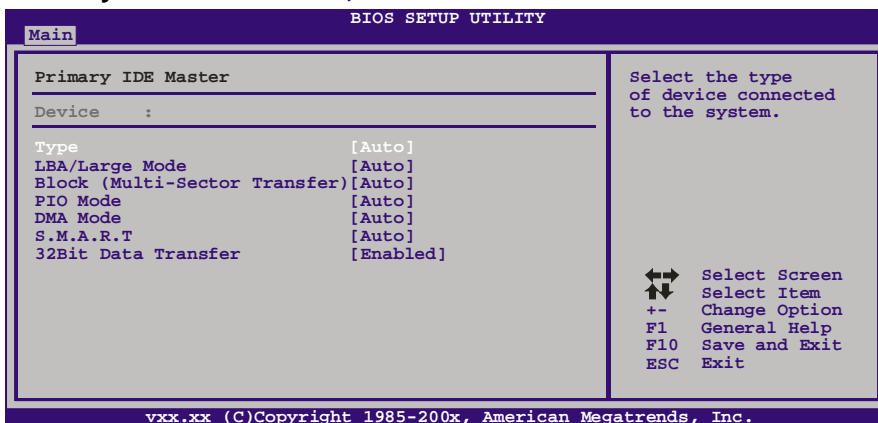 BIOS SETUP UTILITY
Main
Primary IDE Master
Device :
Type [Auto]
LBA/Large Mode [Auto]
Block (Multi-Sector Transfer)[Auto]
PIO Mode [Auto]
DMA Mode [Auto]
S.M.A.R.T [Auto]
32Bit Data Transfer [Enabled]
Select the type
of device connected
to the system.
Select Screen
Select Item
+- Change Option
F1 General Help
F10 Save and Exit
ESC Exit
vxx.xx (C)Copyright 1985-200x, American Megatrends, Inc.